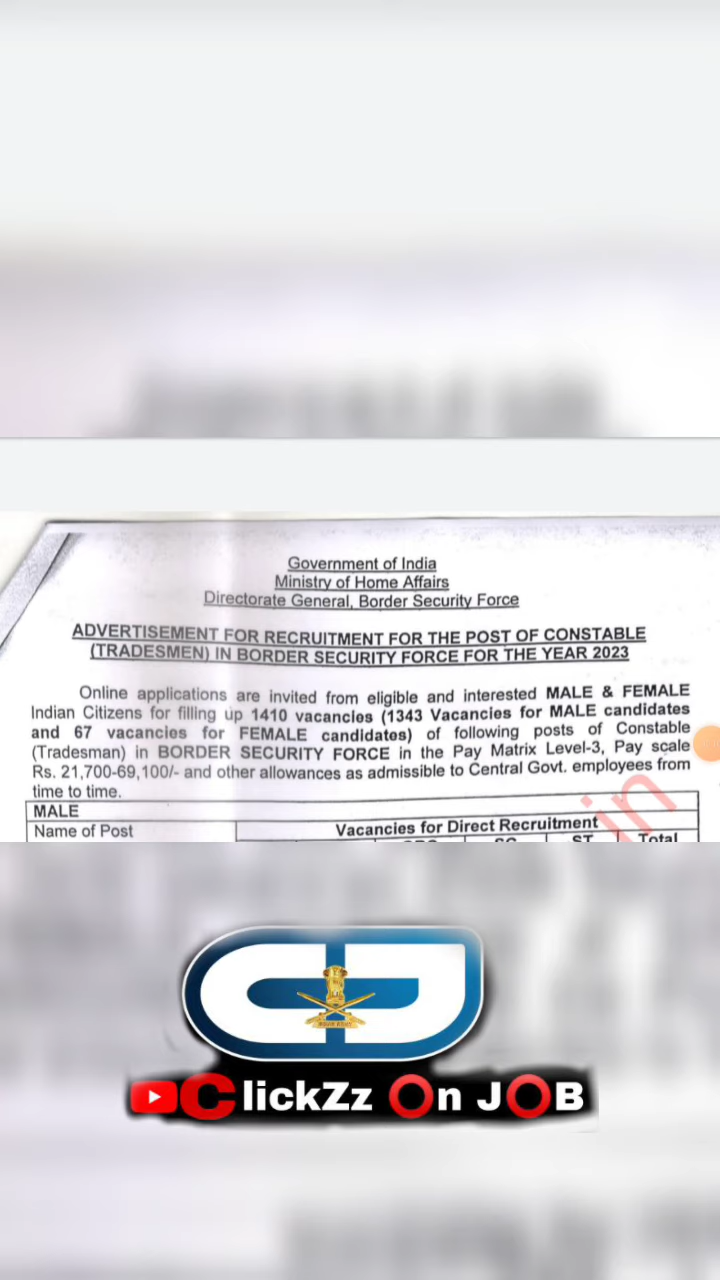 Government of India
Ministry of Home Affairs
Directorate General, Border Security Force
ADVERTISEMENT FOR RECRUITMENT FOR THE POST OF CONSTABLE
(TRADESMEN) IN BORDER SECURITY FORCE FOR THE YEAR 2023
Online applications are invited from eligible and interested MALE & FEMALE
Indian Citizens for filling up 1410 vacancies (1343 Vacancies for MALE candidates
and 67 vacancies for FEMALE candidates) of following posts of Constable
(Tradesman) in BORDER SECURITY FORCE in the Pay Matrix Level-3, Pay scale
Rs. 21,700-69,100/- and other allowances as admissible to Central Govt. employees from
time to time.
MALE
Name of Post Vacancies for Direct Recruitment
SC ST Total
in
ClickZz On JOB